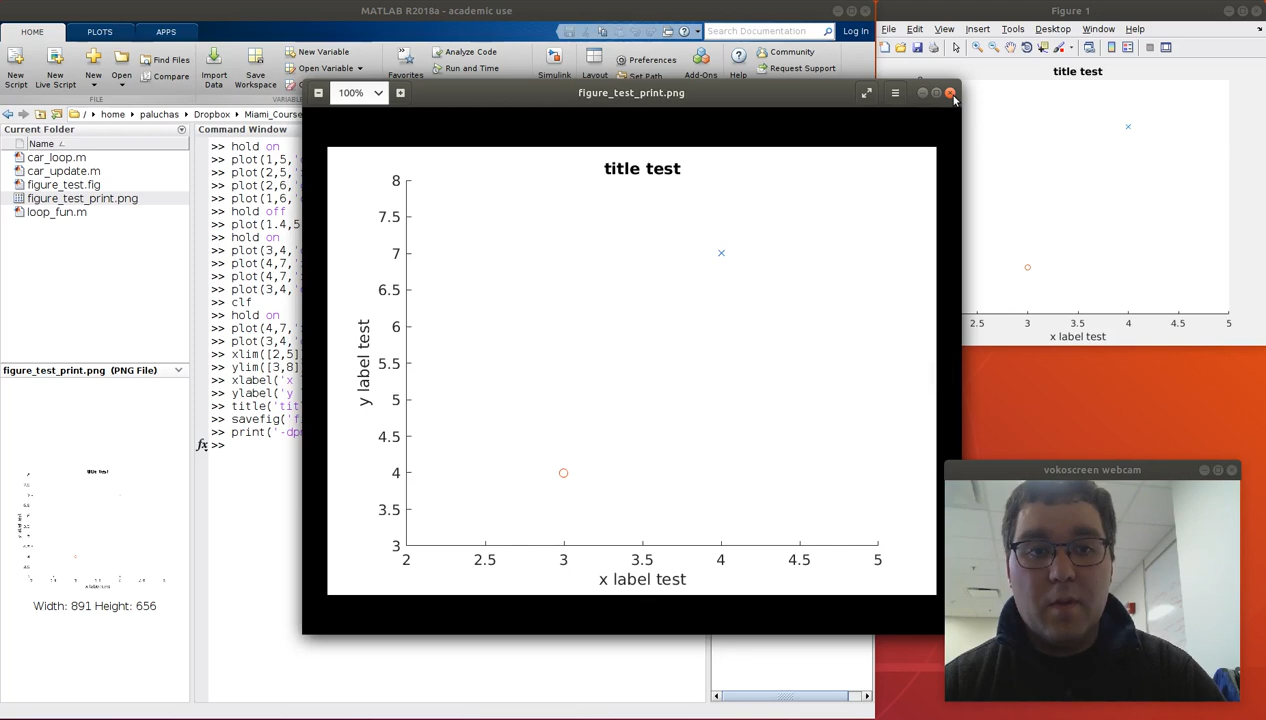 MATLAB R2018a - academic use
HOME
PLOTS
APPS
Search Documentation
Log In
New
Script
New
Live Script
New
Open
Find Files
Compare
Import
Data
Save
Workspace
New Variable
Open Variable
Favorites
Analyze Code
Run and Time
Simulink
Layout
Preferences
Set Path
Add-Ons
Help
Community
Request Support
FILE
VARIABLE
/ home / paluchas / Dropbox / Miami_Course
Current Folder
Name
car_loop.m
car_update.m
figure_test.fig
figure_test_print.png
loop_fun.m
figure_test_print.png (PNG File)
title test
Width: 891 Height: 656
Command Window
>> hold on
>> plot(1,5,'
>> plot(2,5,'
>> plot(2,6,'
>> plot(1,6,'
>> hold off
>> plot(1.4,5
>> hold on
>> plot(3,4,'
>> plot(4,7,'
>> plot(4,7,'
>> plot(3,4,'
>> clf
>> hold on
>> plot(4,7,'
>> plot(3,4,'
>> xlim([2,5]
>> ylim([3,8]
>> xlabel('x
>> ylabel('y
>> title('tit
>> savefig('f
>> print('-dp
fx >>
100%
figure_test_print.png
title test
8
7.5
7
6.5
6
5.5
5
4.5
4
3.5
3
y label test
2 2.5 3 3.5 4 4.5 5
x label test
Figure 1
File Edit View Insert Tools Desktop Window Help
title test
2.5 3 3.5 4 4.5 5
x label test
vokoscreen webcam